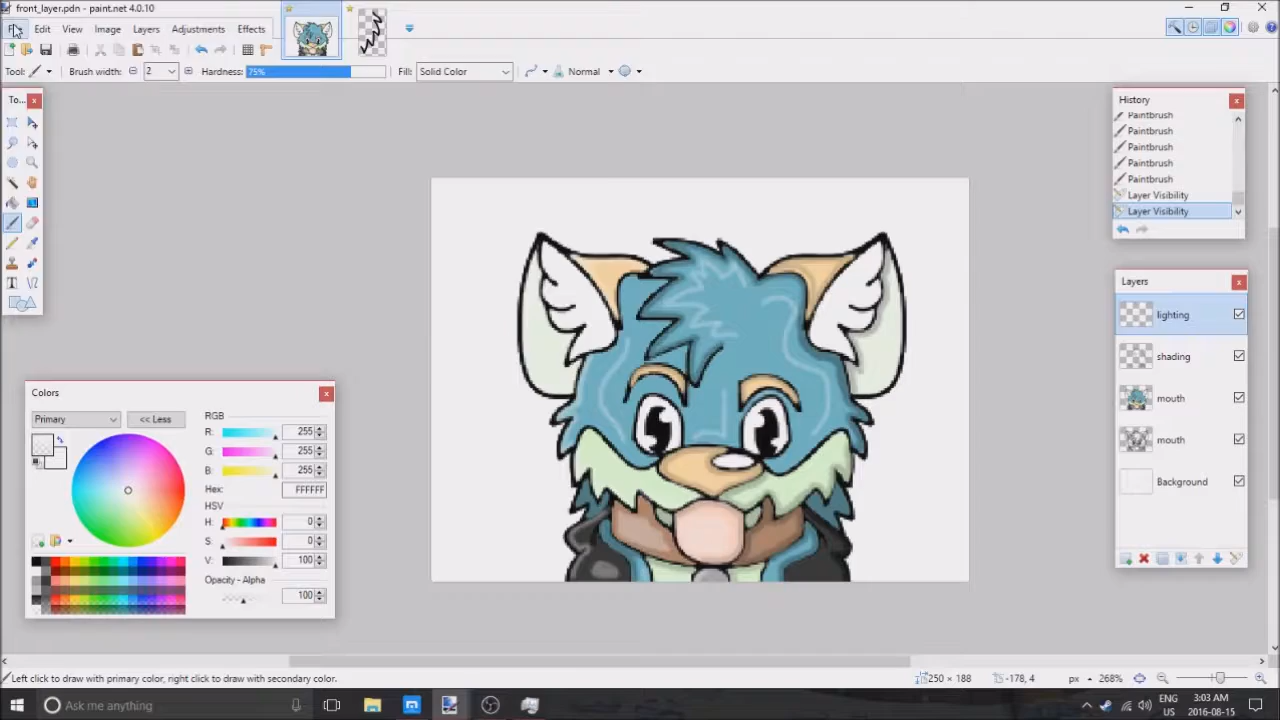 front_layer.pdn - paint.net 4.0.10
Edit View Image Layers Adjustments Effects
Tool: Brush width: 2 Hardness: 75% Fill: Solid Color Normal
To...
History
Paintbrush
Paintbrush
Paintbrush
Paintbrush
Paintbrush
Layer Visibility
Layer Visibility
Layers
lighting
shading
mouth
mouth
Background
Colors
Primary << Less
RGB
R: 255
G: 255
B: 255
Hex: FFFFFF
HSV
H: 0
S: 0
V: 100
Opacity - Alpha
100
Left click to draw with primary color, right click to draw with secondary color.
250 × 188 -178, 4 px 268%
Ask me anything
ENG
US
3:03 AM
2016-08-15